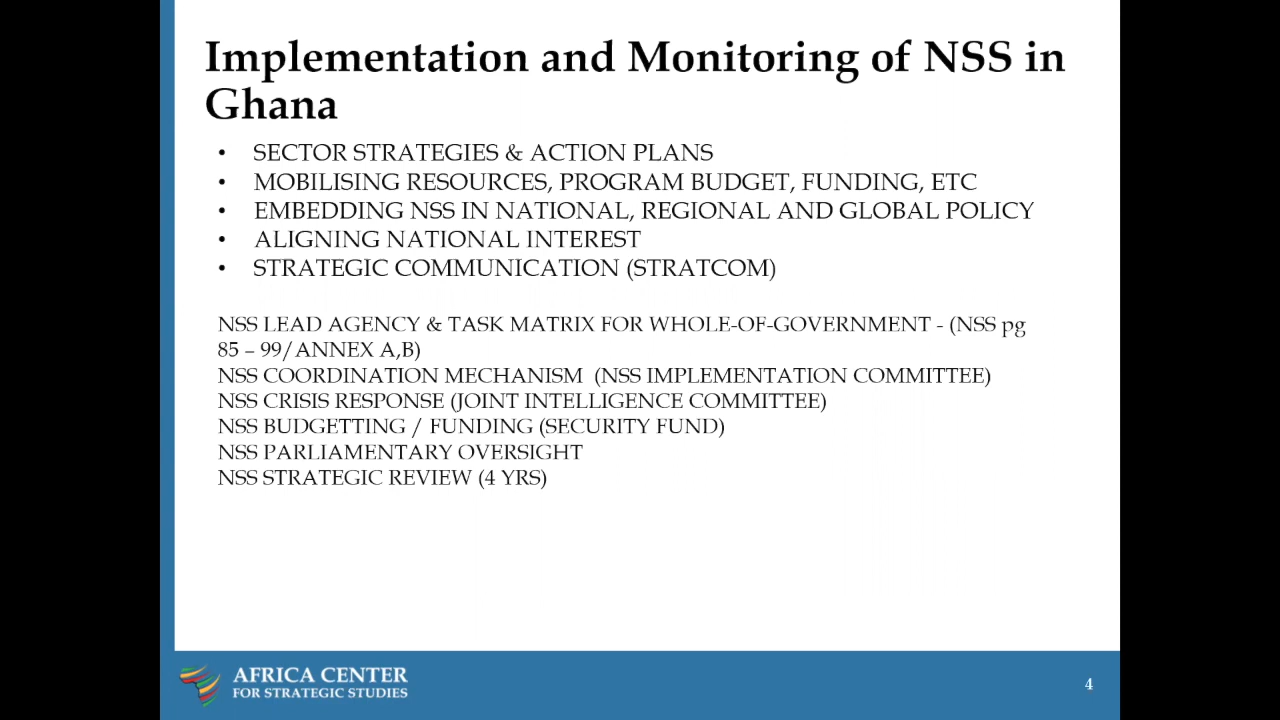 Implementation and Monitoring of NSS in
Ghana
• SECTOR STRATEGIES & ACTION PLANS
• MOBILISING RESOURCES, PROGRAM BUDGET, FUNDING, ETC
• EMBEDDING NSS IN NATIONAL, REGIONAL AND GLOBAL POLICY
• ALIGNING NATIONAL INTEREST
• STRATEGIC COMMUNICATION (STRATCOM)
NSS LEAD AGENCY & TASK MATRIX FOR WHOLE-OF-GOVERNMENT - (NSS pg
85 – 99/ANNEX A,B)
NSS COORDINATION MECHANISM (NSS IMPLEMENTATION COMMITTEE)
NSS CRISIS RESPONSE (JOINT INTELLIGENCE COMMITTEE)
NSS BUDGETTING / FUNDING (SECURITY FUND)
NSS PARLIAMENTARY OVERSIGHT
NSS STRATEGIC REVIEW (4 YRS)
AFRICA CENTER
FOR STRATEGIC STUDIES
4